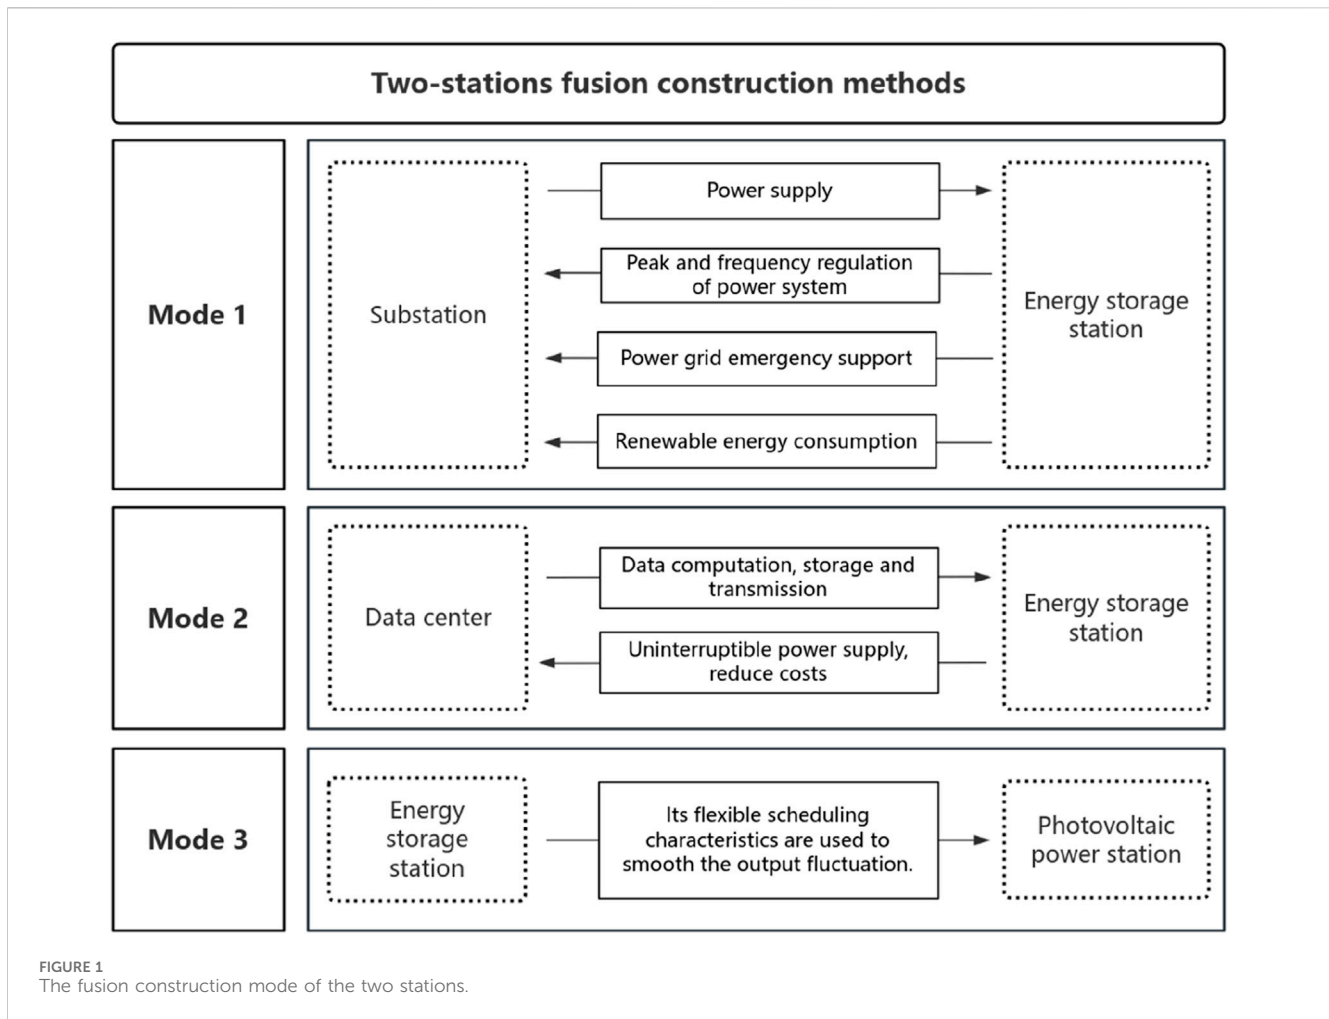 Two-stations fusion construction methods
Mode 1
Substation
Power supply
Peak and frequency regulation
of power system
Power grid emergency support
Renewable energy consumption
Energy storage
station
Mode 2
Data center
Data computation, storage and
transmission
Uninterruptible power supply,
reduce costs
Energy storage
station
Mode 3
Energy
storage
station
Its flexible scheduling
characteristics are used to
smooth the output fluctuation.
Photovoltaic
power station
FIGURE 1
The fusion construction mode of the two stations.